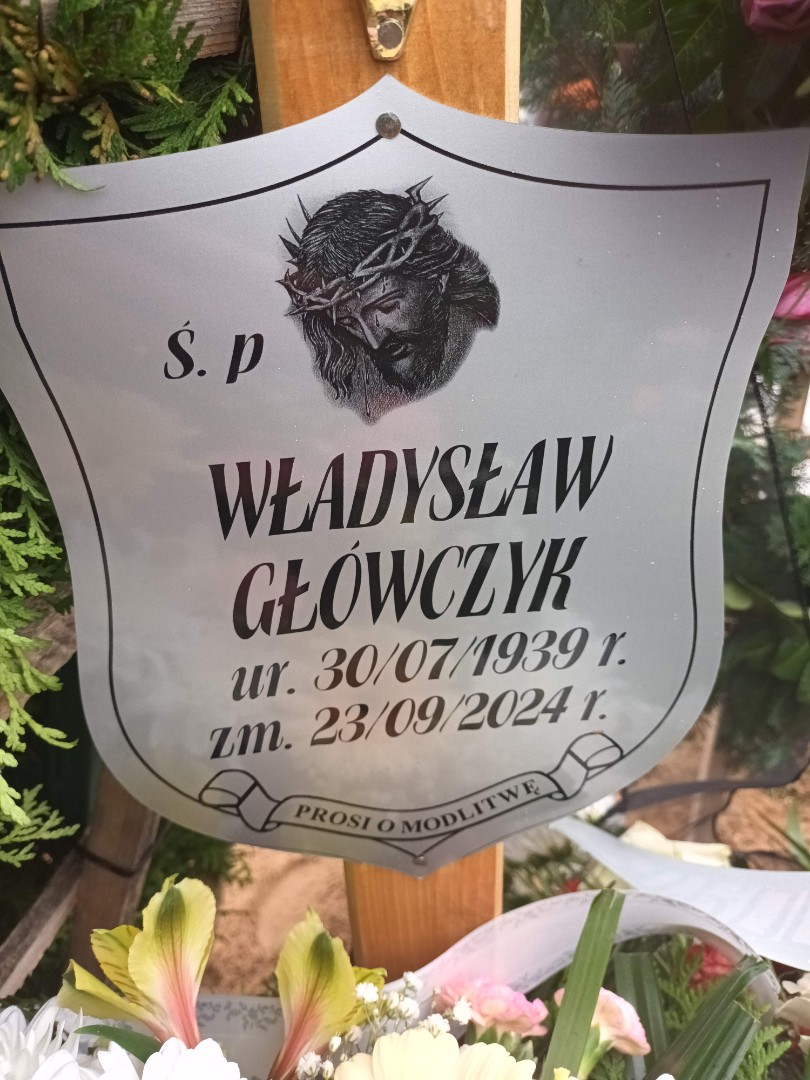 Ś. p
WŁADYSŁAW
GŁÓWCZYK
ur. 30/07/1939 r.
zm. 23/09/2024 r.
PROSI O MODLITWĘ